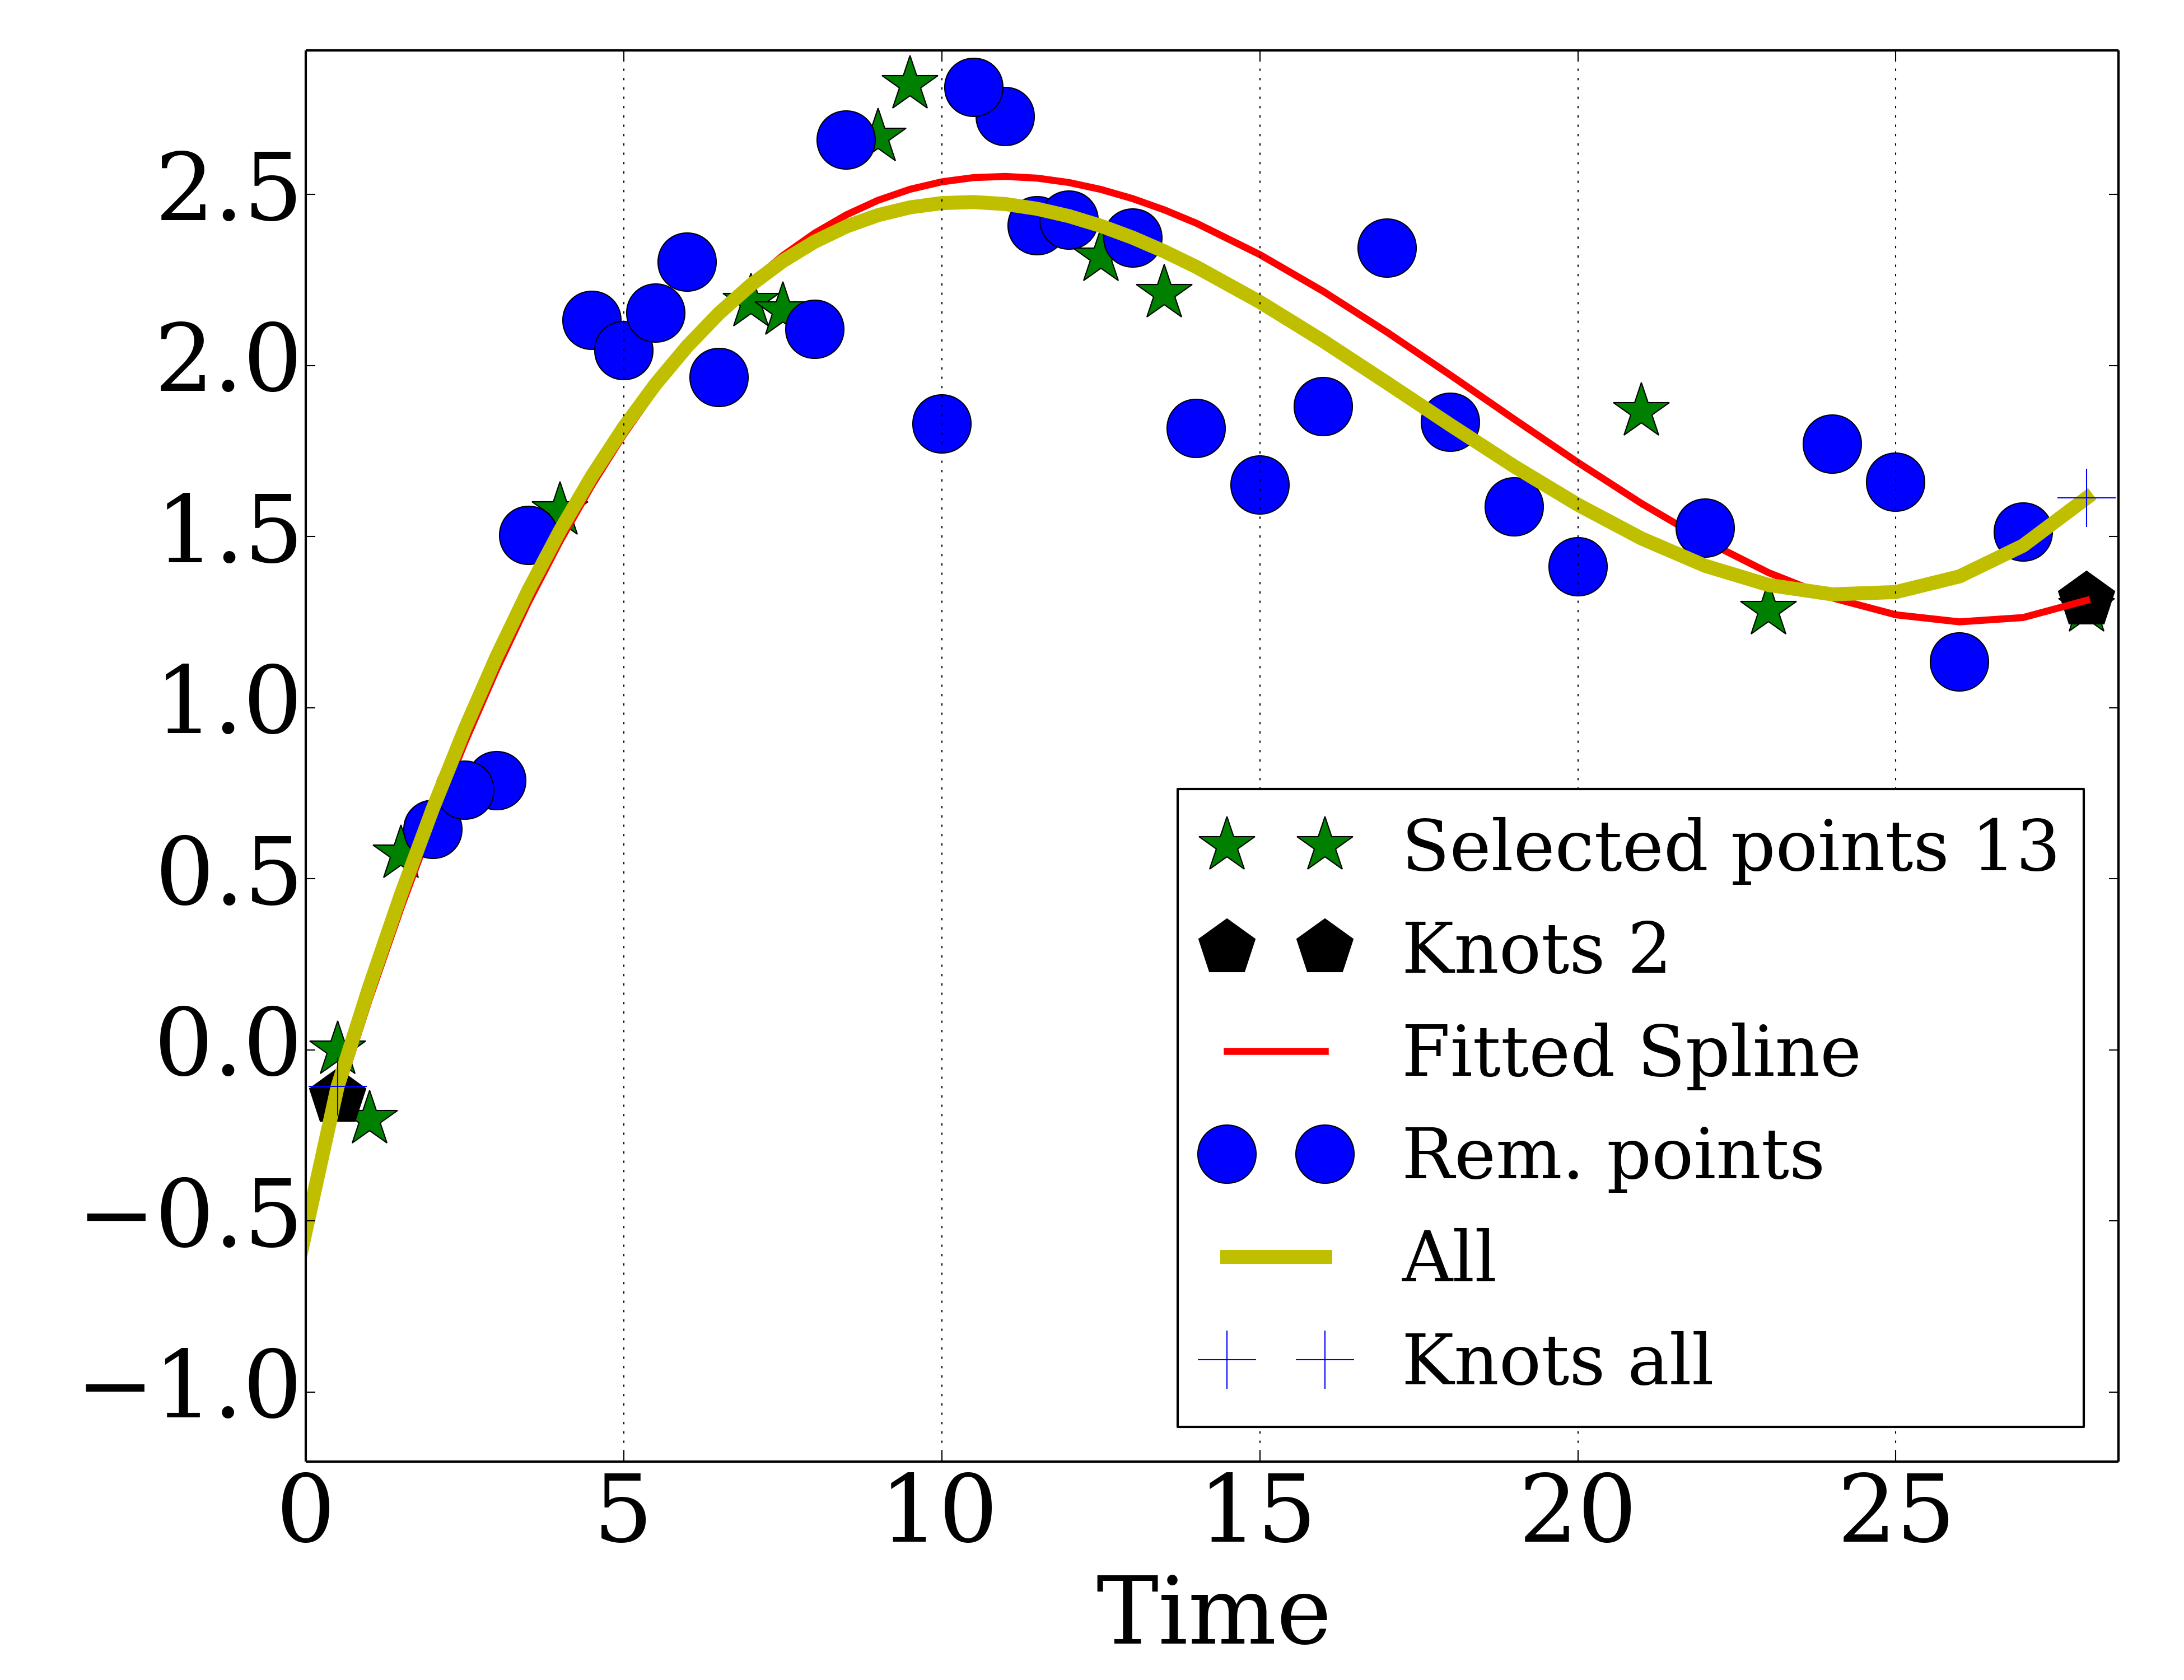 2.5
2.0
1.5
1.0
0.5
0.0
−0.5
−1.0
Selected points 13
Knots 2
Fitted Spline
Rem. points
All
Knots all
0 5 10 15 20 25
Time